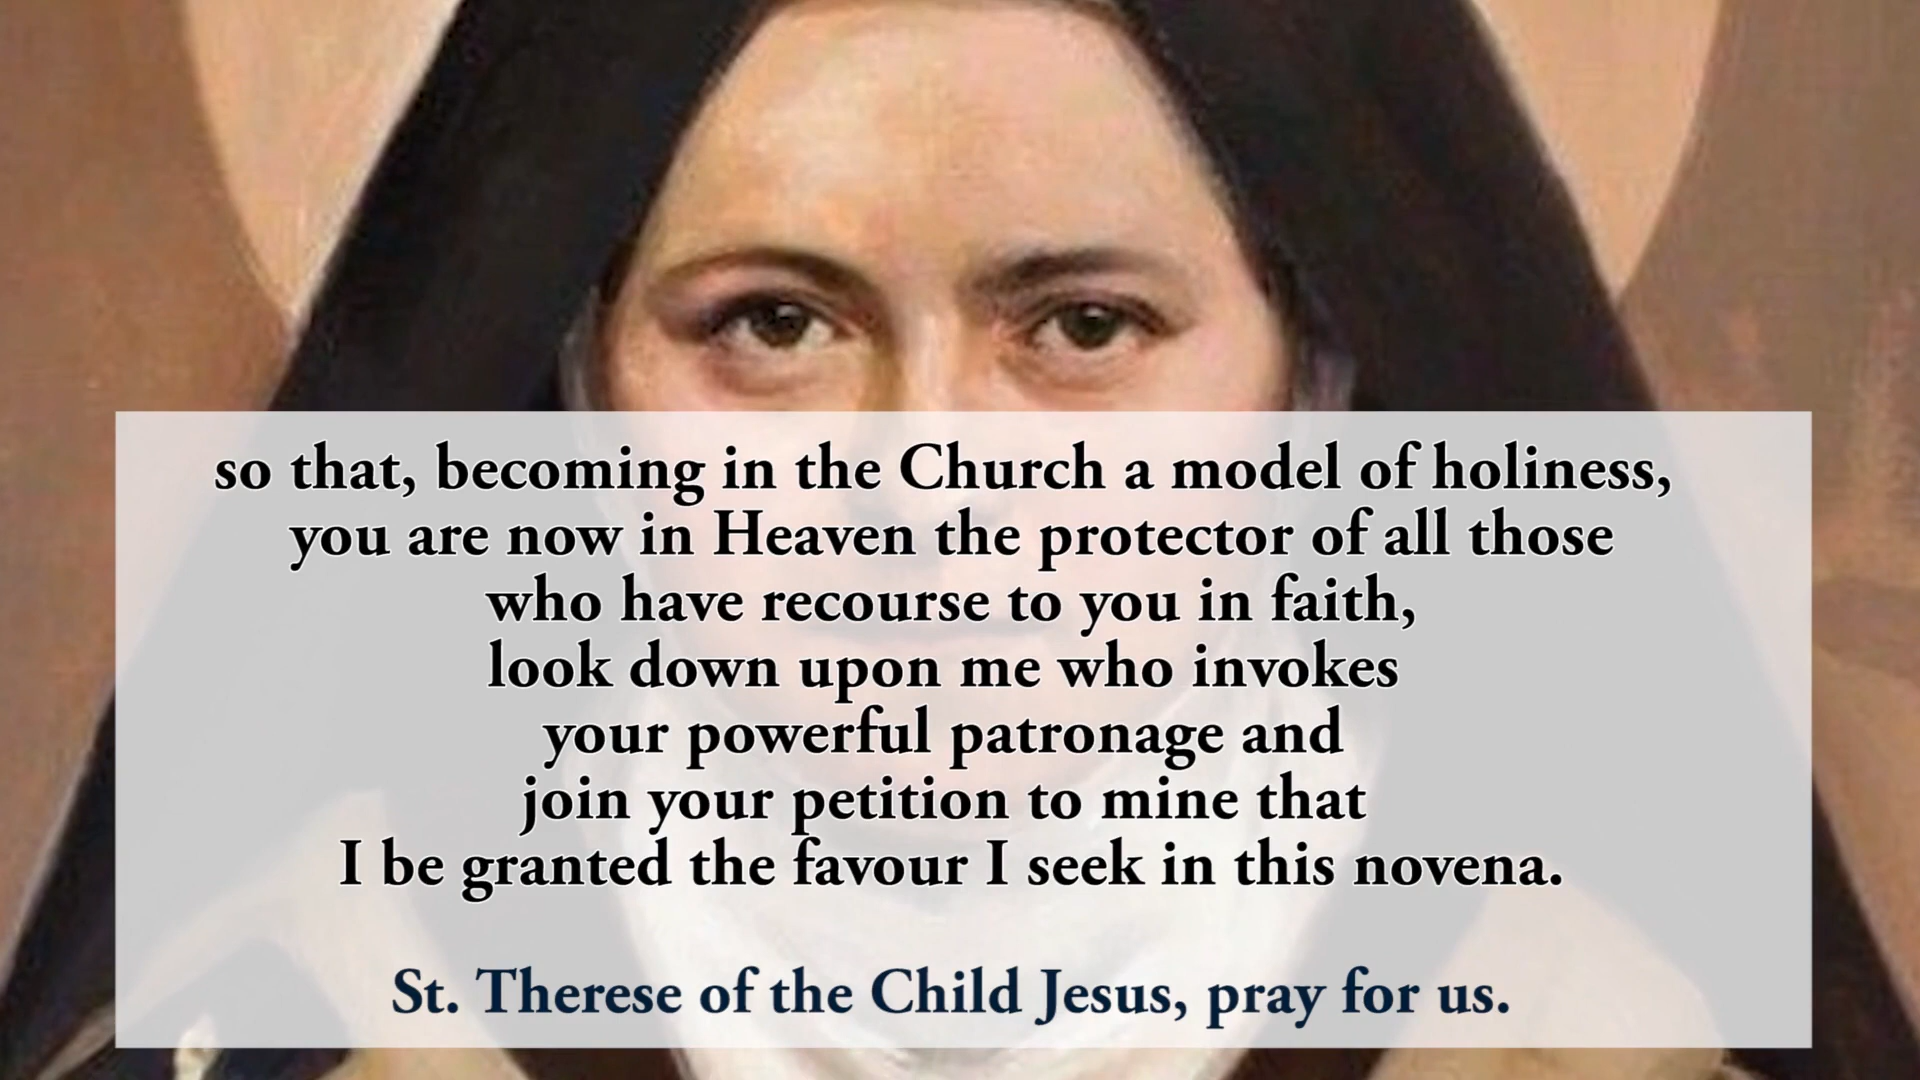 so that, becoming in the Church a model of holiness,
you are now in Heaven the protector of all those
who have recourse to you in faith,
look down upon me who invokes
your powerful patronage and
join your petition to mine that
I be granted the favour I seek in this novena.
St. Therese of the Child Jesus, pray for us.